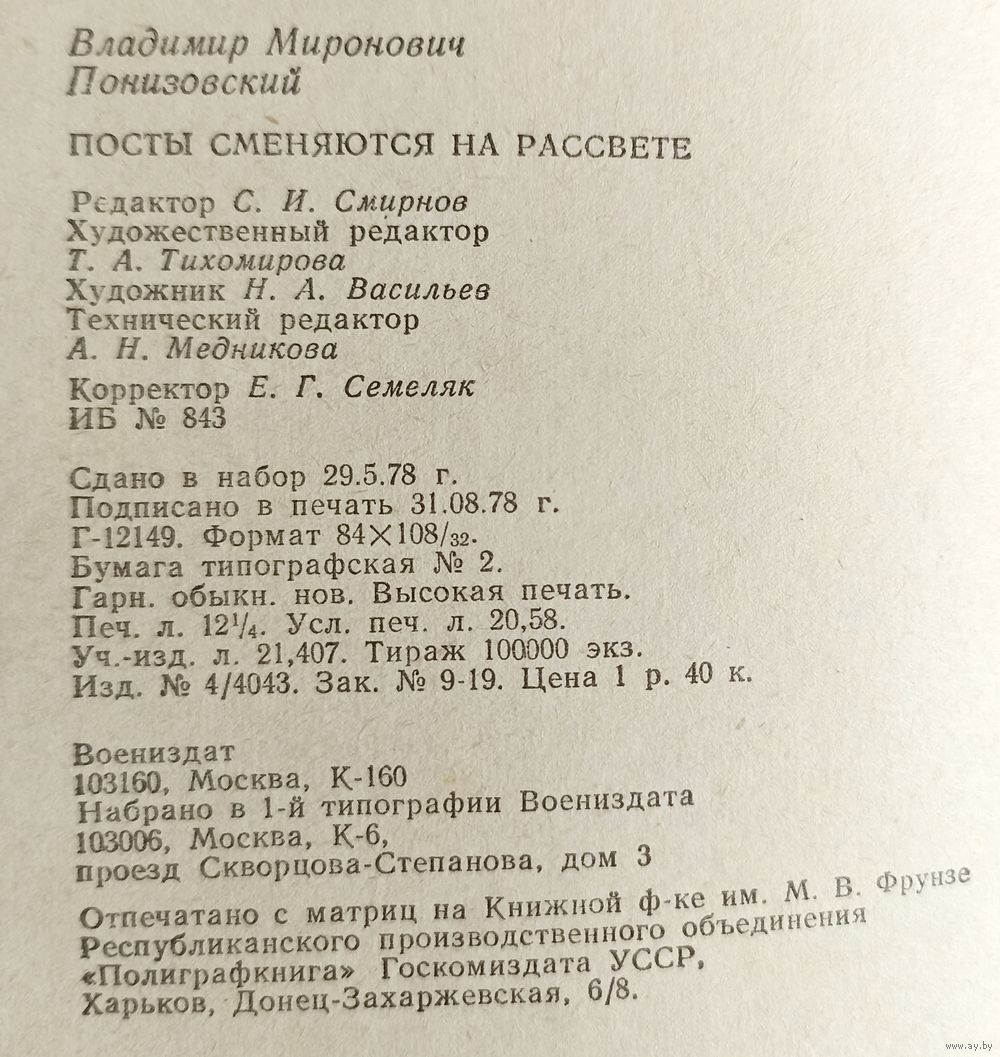 Владимир Миронович
Понизовский
ПОСТЫ СМЕНЯЮТСЯ НА РАССВЕТЕ
Редактор С. И. Смирнов
Художественный редактор
Т. А. Тихомирова
Художник Н. А. Васильев
Технический редактор
А. Н. Медникова
Корректор Е. Г. Семеляк
ИБ № 843
Сдано в набор 29.5.78 г.
Подписано в печать 31.08.78 г.
Г-12149. Формат 84×108/32.
Бумага типографская № 2.
Гарн. обыкн. нов. Высокая печать.
Печ. л. 12¹/₄. Усл. печ. л. 20,58.
Уч.-изд. л. 21,407. Тираж 100000 экз.
Изд. № 4/4043. Зак. № 9-19. Цена 1 р. 40 к.
Воениздат
103160, Москва, К-160
Набрано в 1-й типографии Воениздата
103006, Москва, К-6,
проезд Скворцова-Степанова, дом 3
Отпечатано с матриц на Книжной ф-ке им. М. В. Фрунзе
Республиканского производственного объединения
«Полиграфкнига» Госкомиздата УССР,
Харьков, Донец-Захаржевская, 6/8.
www.ay.by